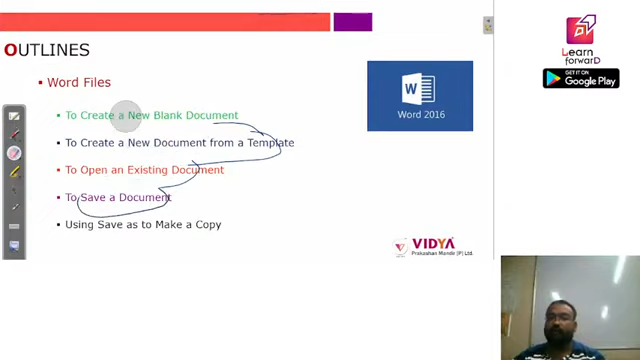 OUTLINES
▪ Word Files
▪ To Create a New Blank Document
▪ To Create a New Document from a Template
▪ To Open an Existing Document
▪ To Save a Document
▪ Using Save as to Make a Copy
W
Word 2016
VIDYA
Prakashan Mandir (P) Ltd.
Learn
forwarD
GET IT ON
Google Play